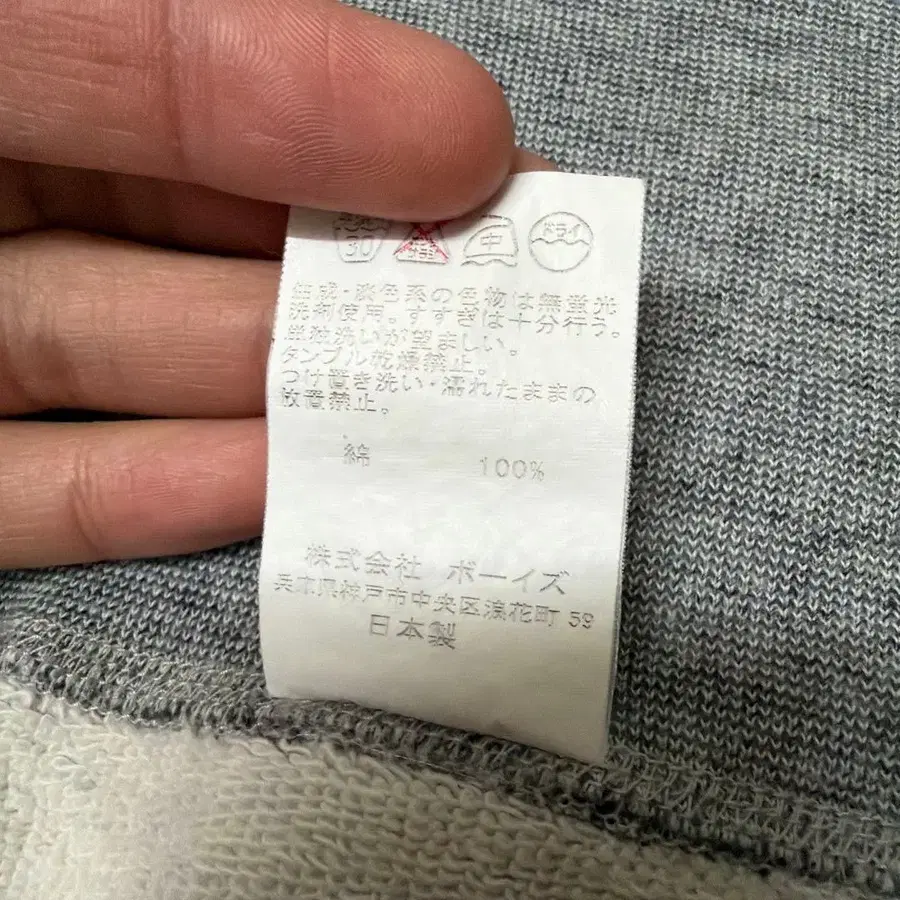 30 中 ドライ
生成・淡色系の色物は無蛍光
洗剤使用。すすぎは十分行う。
単独洗いが望ましい。
タンブル乾燥禁止。
つけ置き洗い・濡れたままの
放置禁止。
綿 100%
株式会社 ボーイズ
兵庫県神戸市中央区浪花町 59
日本製